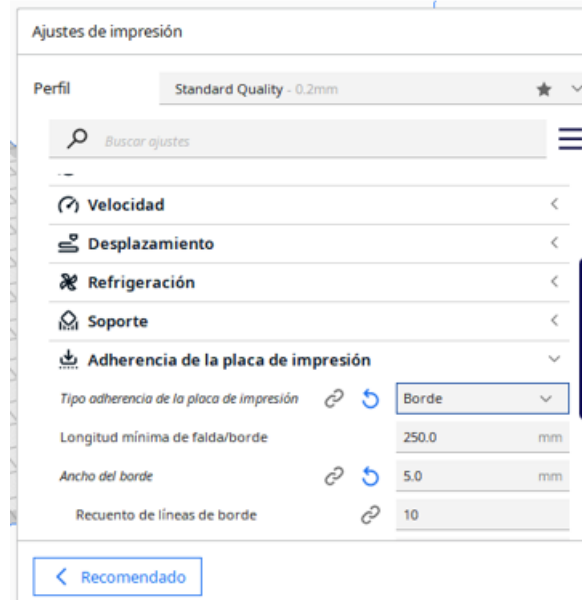 Ajustes de impresión
Perfil Standard Quality - 0.2mm
Buscar ajustes
Velocidad
Desplazamiento
Refrigeración
Soporte
Adherencia de la placa de impresión
Tipo adherencia de la placa de impresión Borde
Longitud mínima de falda/borde 250.0 mm
Ancho del borde 5.0 mm
Recuento de líneas de borde 10
Recomendado